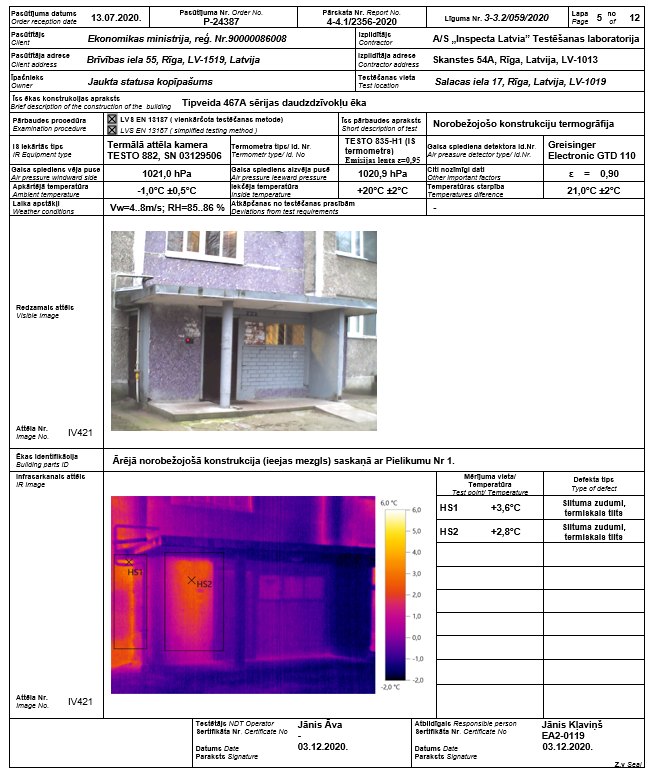 Pasūtījuma datums 13.07.2020. Pasūtījuma Nr. Order No. Pārskata Nr. Report No. Līguma Nr. 3-3.2/059/2020 Lapa 5 no 12
Order reception date P-24387 4-4.1/2356-2020 Page of
Pasūtītājs Ekonomikas ministrija, reģ. Nr.90000086008 Izpildītājs A/S „Inspecta Latvia” Testēšanas laboratorija
Client Contractor
Pasūtītāja adrese Brīvības iela 55, Rīga, LV-1519, Latvija Izpildītāja adrese Skanstes 54A, Rīga, Latvija, LV-1013
Client address Contractor address
Īpašnieks Jaukta statusa kopīpašums Testēšanas vieta Salacas iela 17, Rīga, Latvija, LV-1019
Owner Test location
Īss ēkas konstrukcijas apraksts Tipveida 467A sērijas daudzdzīvokļu ēka
Brief description of the construction of the building
Pārbaudes procedūra LVS EN 13187 ( vienkāršota testēšanas metode) Īss pārbaudes apraksts Norobežojošo konstrukciju termogrāfija
Examination procedure LVS EN 13187 ( simplified testing method ) Short description of test
IS iekārtās tips Termālā attēla kamera Termometra tips/ Id. Nr. TESTO 835-H1 (IS termometrs) Gaisa spiediena detektora Id.Nr. Greisinger
IR Equipment type TESTO 882, SN 03129506 Termometr type/ Id. No Emisijas lenta ε=0,95 Air pressure detector type/ Id. Nr. Electronic GTD 110
Gaisa spiediens vēja puse 1021,0 hPa Gaisa spiediens aizvēja pusē 1020,9 hPa Citi nozīmīgi dati ε = 0,90
Air pressure windward side Air pressure leeward pressure Other important factors
Apkārtējā temperatura -1,0°C ±0,5°C Iekšēja temperatūra +20°C ±2°C Temperatūras starpība 21,0°C ±2°C
Ambient temperature Inside temperature Temperatures diference
Laika apstākļi Vw=4..8m/s; RH=85..86 % Atkāpšanas no testēšanas prasībām -
Weather conditions Deviations from test requirements
Redzamais attēls
Visible Image
Attēla Nr. IV421
Image No.
Ēkas identifikācija Ārējā norobežojošā konstrukcija (ieejas mezgls) saskaņā ar Pielikumu Nr 1.
Building parts ID
Infrasarkanais attēls
IR Image
Mērījuma vieta/ Temperatūra Defekta tips
Test point/ Temperature Type of defect
HS1 +3,6°C Siltuma zudumi, termiskais tilts
HS2 +2,8°C Siltuma zudumi, termiskais tilts
6,0 °C
6,0
5,0
4,0
3,0
2,0
1,0
0,0
-1,0
-2,0
-2,0 °C
HS1
HS2
Attēla Nr. IV421
Image No.
Testētājs NDT Operator Jānis Āva Atbildīgais Responsible person Jānis Kļaviņš
Sertifikāta Nr. Certificate No - Sertifikāta Nr. Certificate No EA2-0119
Datums Date 03.12.2020. Datums Date 03.12.2020.
Paraksts Signature Paraksts Signature
Z.v Seal